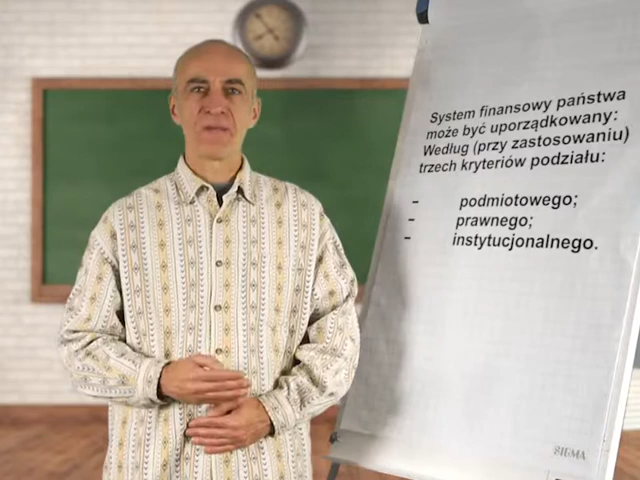 System finansowy państwa
może być uporządkowany:
Według (przy zastosowaniu)
trzech kryteriów podziału:
- podmiotowego;
- prawnego;
- instytucjonalnego.
SIGMA